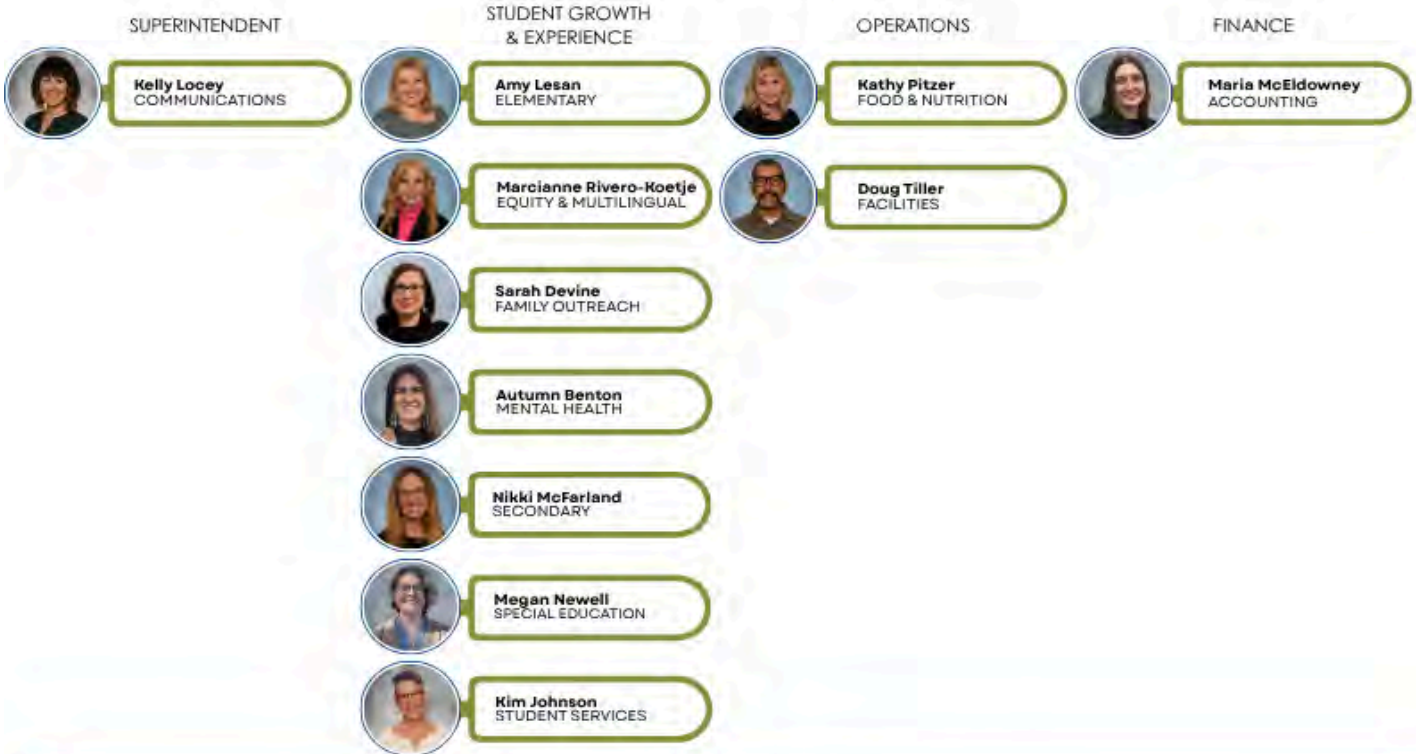 SUPERINTENDENT
Kelly Locey
COMMUNICATIONS
STUDENT GROWTH
& EXPERIENCE
Amy Lesan
ELEMENTARY
Marcianne Rivero-Koetje
EQUITY & MULTILINGUAL
Sarah Devine
FAMILY OUTREACH
Autumn Benton
MENTAL HEALTH
Nikki McFarland
SECONDARY
Megan Newell
SPECIAL EDUCATION
Kim Johnson
STUDENT SERVICES
OPERATIONS
Kathy Pitzer
FOOD & NUTRITION
Doug Tiller
FACILITIES
FINANCE
Maria McEldowney
ACCOUNTING